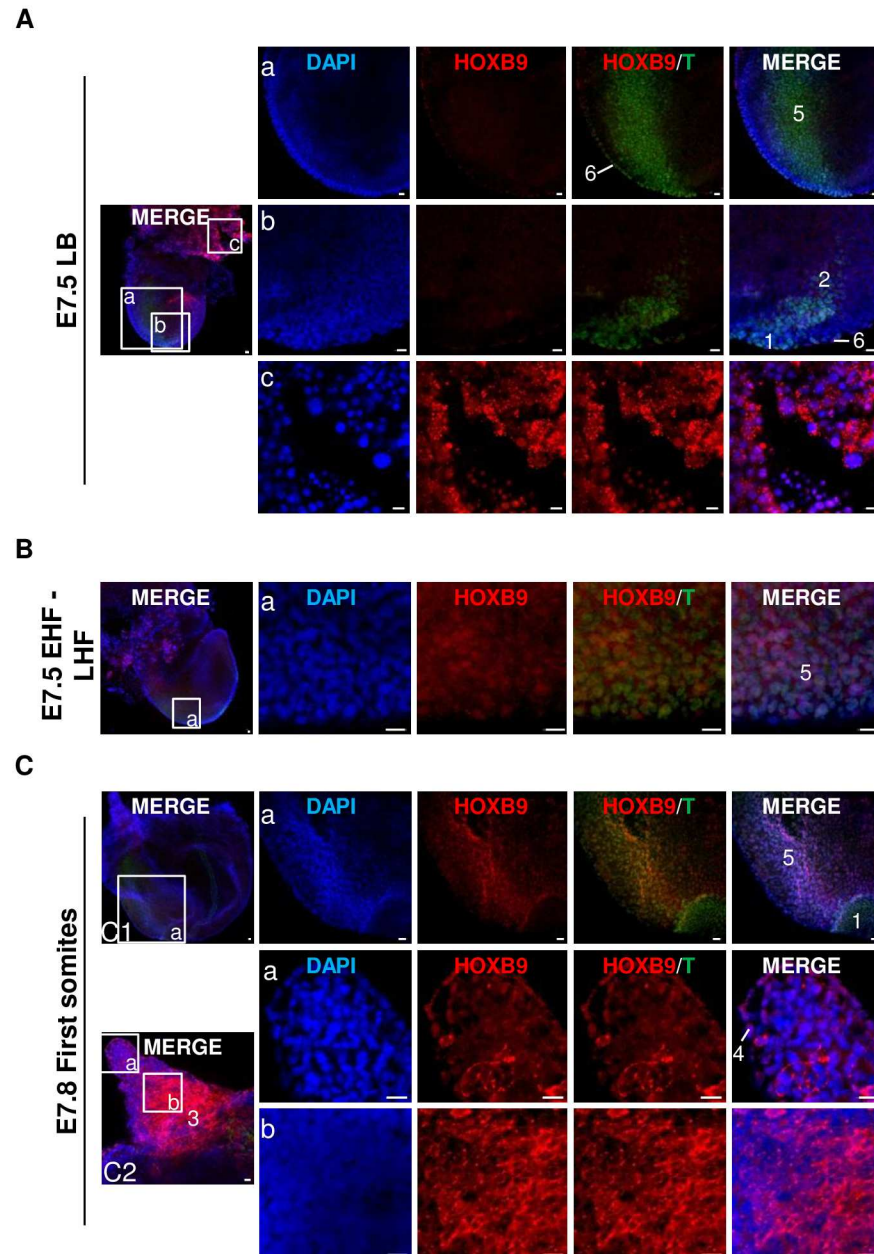 A
E7.5 LB
MERGE
a
b
c
a DAPI HOXB9 HOXB9/T MERGE
6 5
b
2
1 6
c
B
E7.5 EHF -
LHF
MERGE
a
a DAPI HOXB9 HOXB9/T MERGE
5
C
E7.8 First somites
MERGE
C1 a
a DAPI HOXB9 HOXB9/T MERGE
5
1
MERGE
a
b
3
C2
a DAPI HOXB9 HOXB9/T MERGE
4
b